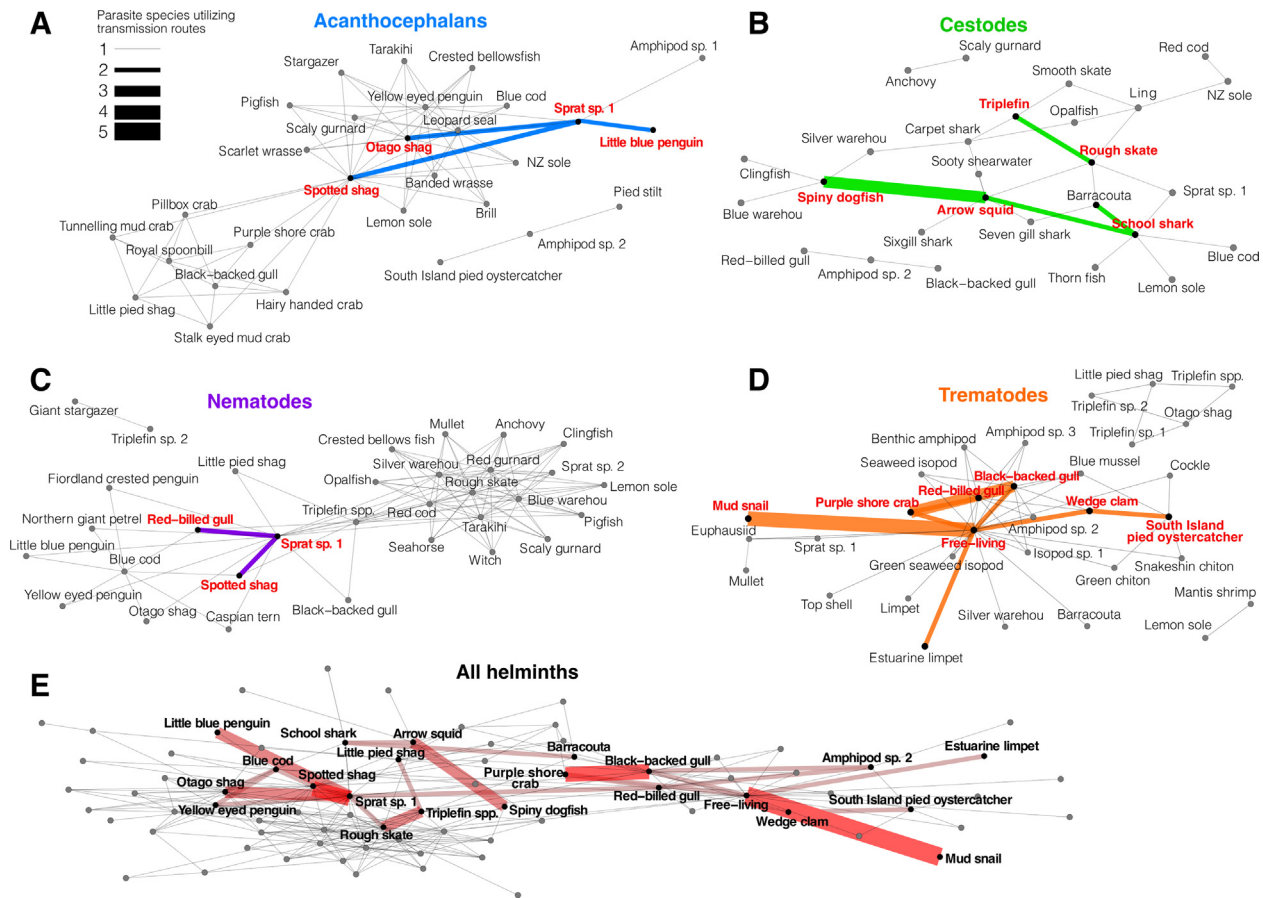 A
Parasite species utilizing
transmission routes
1
2
3
4
5
Acanthocephalans
Amphipod sp. 1
Tarakihi
Stargazer
Crested bellowsfish
Pigfish
Yellow eyed penguin
Blue cod
Sprat sp. 1
Scaly gurnard
Leopard seal
Otago shag
Little blue penguin
Scarlet wrasse
NZ sole
Spotted shag
Banded wrasse
Pied stilt
Pillbox crab
Lemon sole
Brill
Tunnelling mud crab
Purple shore crab
Royal spoonbill
Amphipod sp. 2
Black-backed gull
South Island pied oystercatcher
Little pied shag
Hairy handed crab
Stalk eyed mud crab
B
Cestodes
Scaly gurnard
Red cod
Anchovy
Smooth skate
NZ sole
Triplefin
Opalfish
Ling
Silver warehou
Carpet shark
Rough skate
Clingfish
Sooty shearwater
Spiny dogfish
Barracouta
Sprat sp. 1
Blue warehou
Arrow squid
School shark
Sixgill shark
Seven gill shark
Red-billed gull
Amphipod sp. 2
Black-backed gull
Thorn fish
Blue cod
Lemon sole
C
Nematodes
Giant stargazer
Triplefin sp. 2
Mullet
Anchovy
Crested bellows fish
Clingfish
Little pied shag
Silver warehou
Red gurnard
Sprat sp. 2
Fiordland crested penguin
Opalfish
Rough skate
Lemon sole
Northern giant petrel
Red-billed gull
Triplefin spp.
Red cod
Blue warehou
Pigfish
Little blue penguin
Sprat sp. 1
Tarakihi
Blue cod
Seahorse
Witch
Scaly gurnard
Spotted shag
Yellow eyed penguin
Otago shag
Caspian tern
Black-backed gull
D
Trematodes
Little pied shag
Triplefin spp.
Triplefin sp. 2
Otago shag
Triplefin sp. 1
Benthic amphipod
Amphipod sp. 3
Seaweed isopod
Black-backed gull
Blue mussel
Cockle
Red-billed gull
Mud snail
Purple shore crab
Wedge clam
Euphausiid
Free-living
Amphipod sp. 2
South Island
pied oystercatcher
Sprat sp. 1
Isopod sp. 1
Green seaweed isopod
Snakeshin chiton
Mullet
Green chiton
Top shell
Limpet
Mantis shrimp
Silver warehou
Barracouta
Lemon sole
Estuarine limpet
E
All helminths
Little blue penguin
School shark
Arrow squid
Little pied shag
Barracouta
Estuarine limpet
Blue cod
Spotted shag
Purple shore
crab
Black-backed gull
Amphipod sp. 2
Otago shag
Sprat sp. 1
Red-billed gull
Free-living
South Island pied oystercatcher
Yellow eyed penguin
Triplefin spp.
Spiny dogfish
Wedge clam
Rough skate
Mud snail